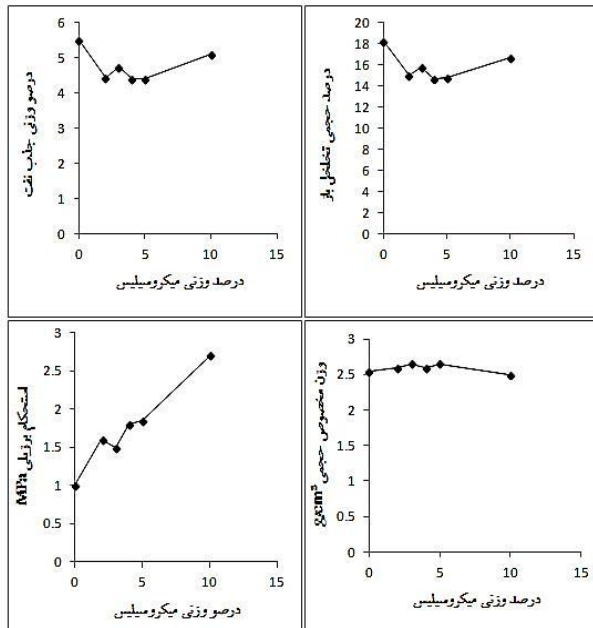 درصو وزنی جذب نفت
6
5
4
3
2
1
0
0 5 10 15
درصد وزنی میکروسیلیس
درصد حجمی تخلخل باز
20
18
16
14
12
10
8
6
4
2
0
0 5 10 15
درصد وزنی میکروسیلیس
استحکام برزیلی MPa
3
2.5
2
1.5
1
0.5
0
0 5 10 15
درصو وزنی میکروسیلیس
وزن مخصوص حجمی g/cm³
3
2.5
2
1.5
1
0.5
0
0 5 10 15
درصد وزنی میکروسیلیس